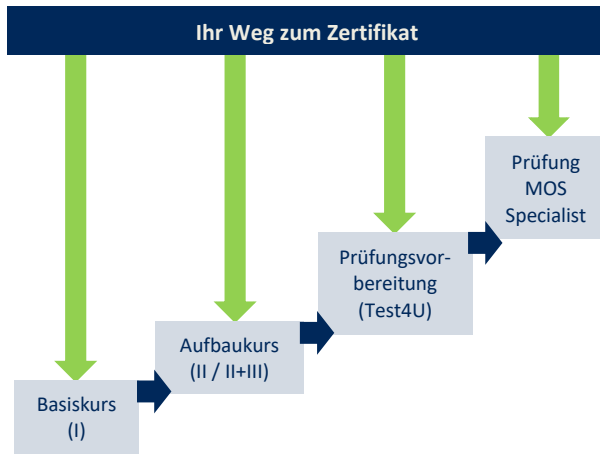 Ihr Weg zum Zertifikat
Prüfung
MOS
Specialist
Prüfungsvor-
bereitung
(Test4U)
Aufbaukurs
(II / II+III)
Basiskurs
(I)